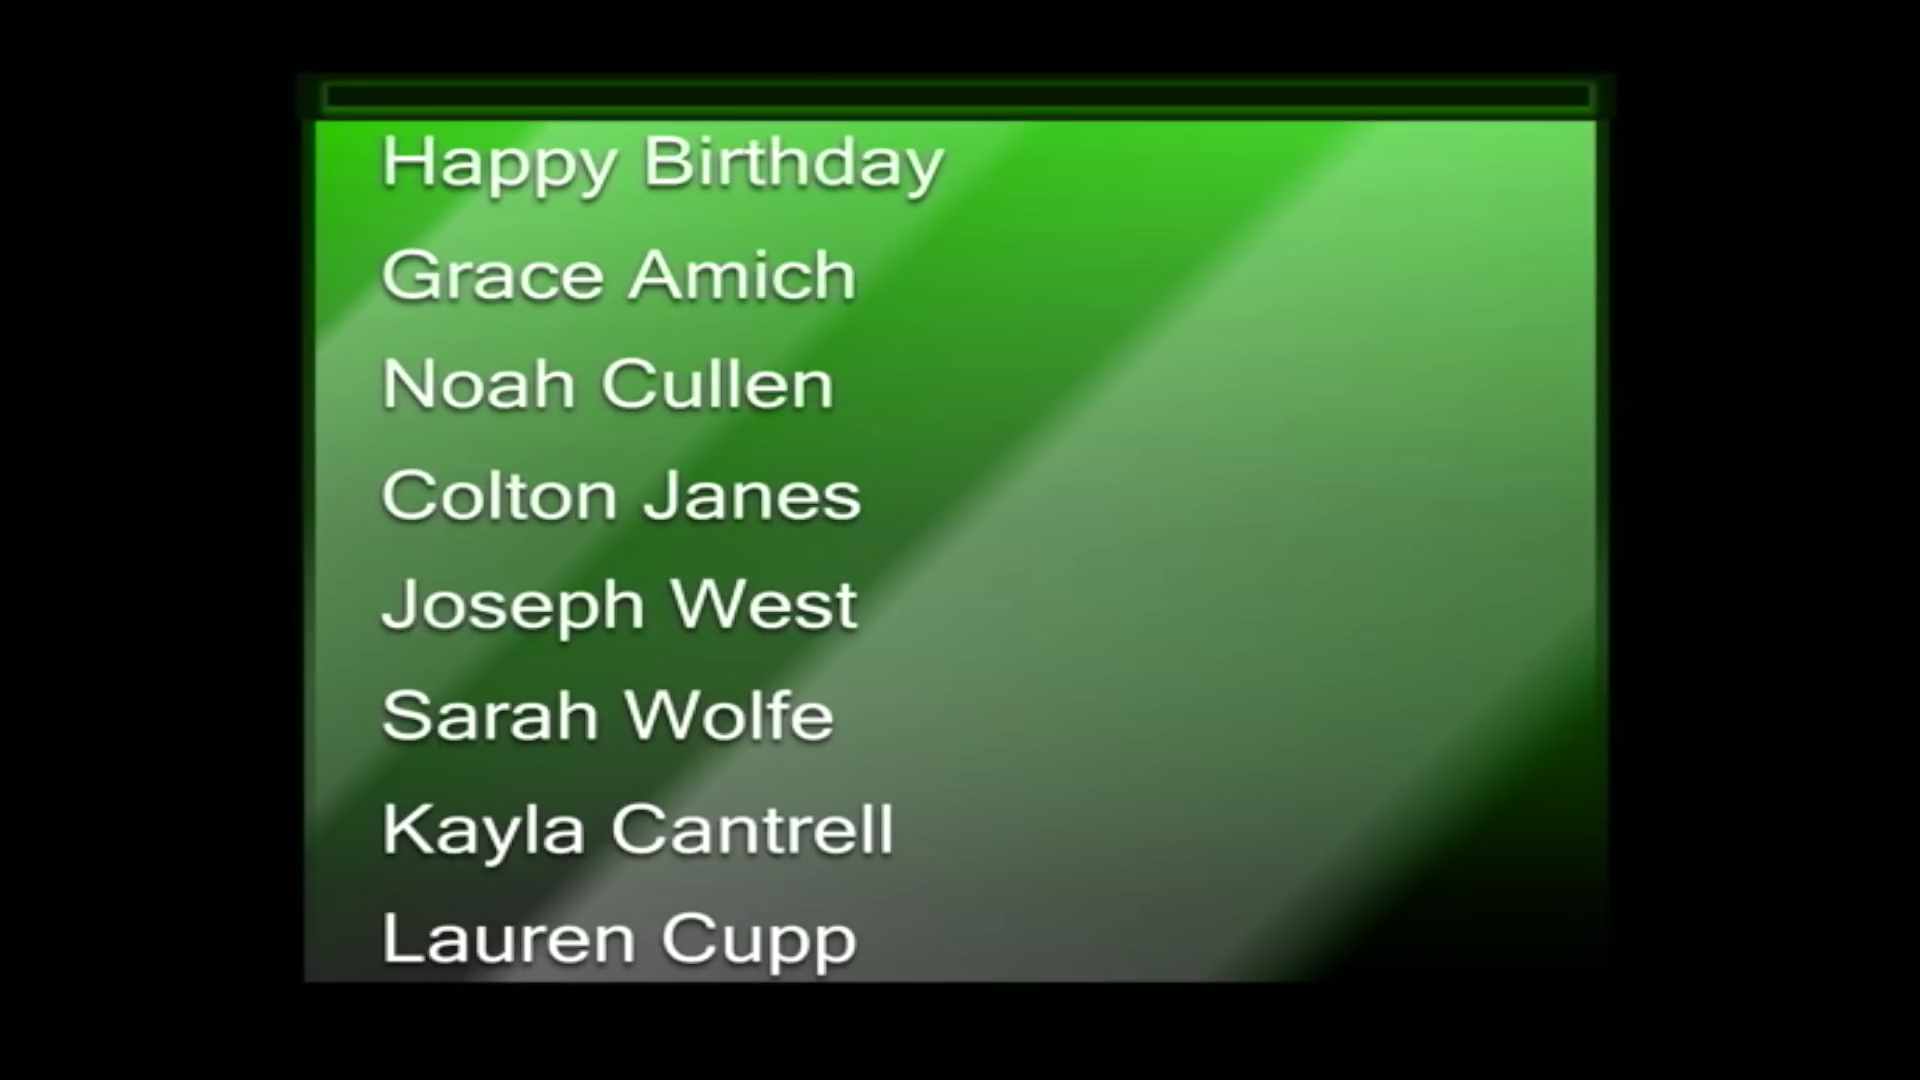 Happy Birthday
Grace Amich
Noah Cullen
Colton Janes
Joseph West
Sarah Wolfe
Kayla Cantrell
Lauren Cupp